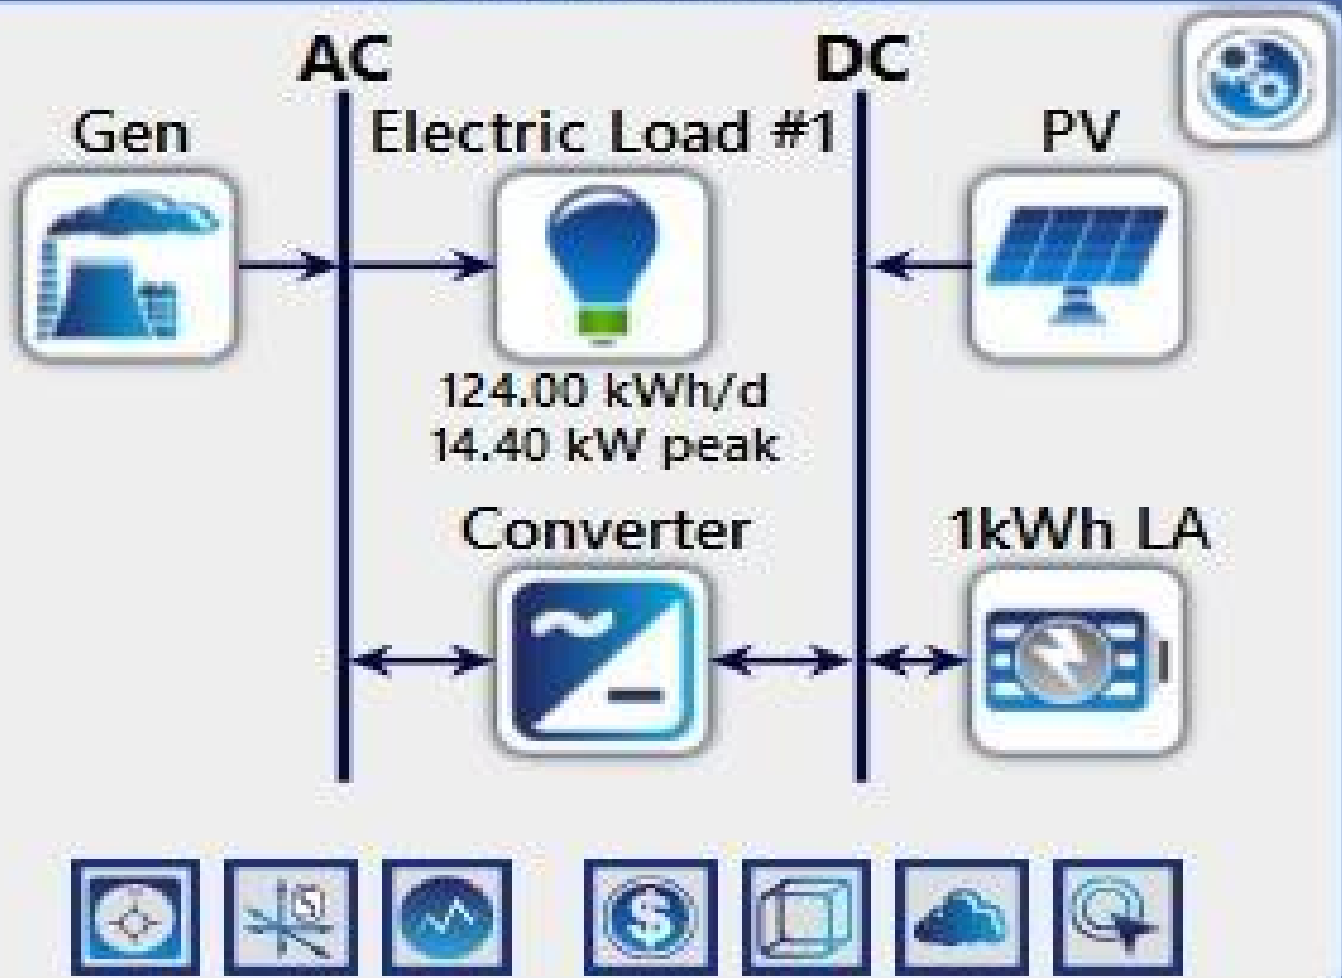 AC
DC
Gen
Electric Load #1
PV
124.00 kWh/d
14.40 kW peak
Converter
1kWh LA
$